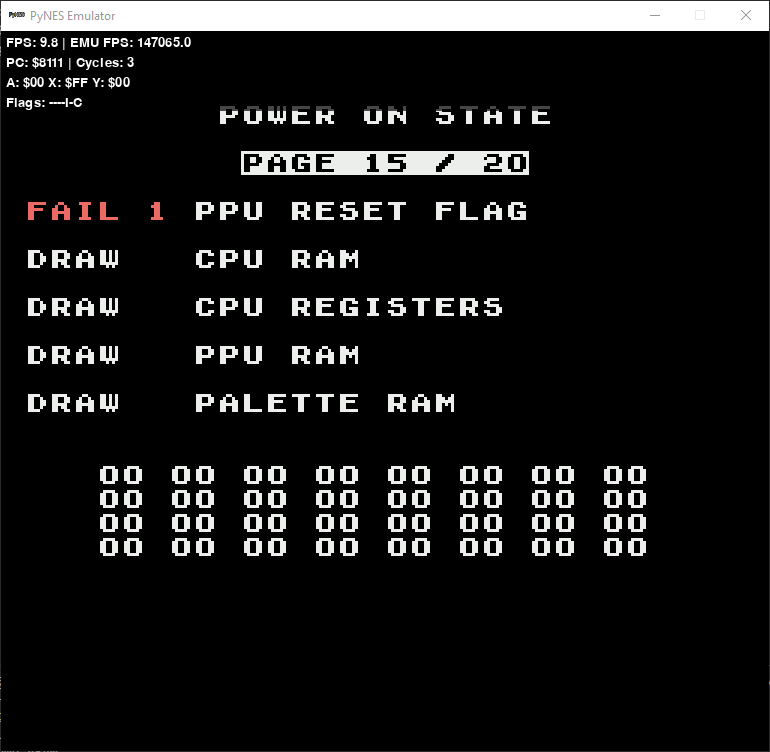 PyNES Emulator
FPS: 9.8 | EMU FPS: 147065.0
PC: $8111 | Cycles: 3
A: $00 X: $FF Y: $00
Flags: ----I-C
POWER ON STATE
PAGE 15 / 20
FAIL 1 PPU RESET FLAG
DRAW CPU RAM
DRAW CPU REGISTERS
DRAW PPU RAM
DRAW PALETTE RAM
00 00 00 00 00 00 00 00
00 00 00 00 00 00 00 00
00 00 00 00 00 00 00 00
00 00 00 00 00 00 00 00